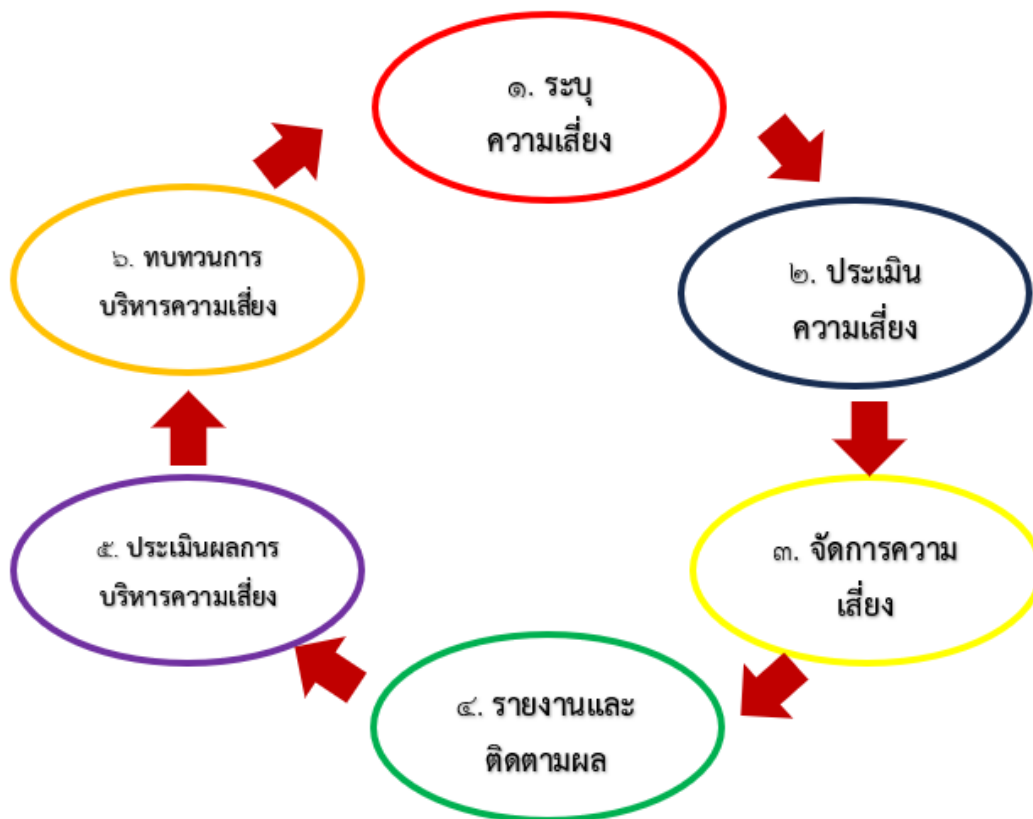 ๑. ระบุ
ความเสี่ยง
๒. ประเมิน
ความเสี่ยง
๓. จัดการความ
เสี่ยง
๔. รายงานและ
ติดตามผล
๕. ประเมินผลการ
บริหารความเสี่ยง
๖. ทบทวนการ
บริหารความเสี่ยง